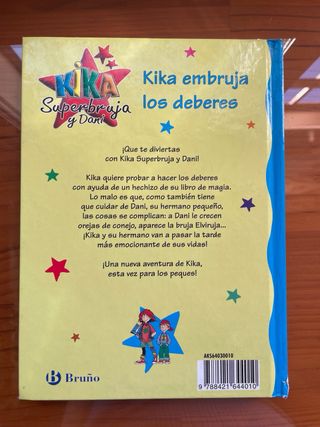 KIKA
Superbruja
y Dani
Kika embruja
los deberes
¡Que te diviertas
con Kika Superbruja y Dani!
Kika quiere probar a hacer los deberes
con ayuda de un hechizo de su libro de magia.
Lo malo es que, como también tiene
que cuidar de Dani, su hermano pequeño,
las cosas se complican: a Dani le crecen
orejas de conejo, aparece la bruja Elviruja...
¡Kika y su hermano van a pasar la tarde
más emocionante de sus vidas!
¡Una nueva aventura de Kika,
esta vez para los peques!
Bruño
AK564030010
9 788421 644010